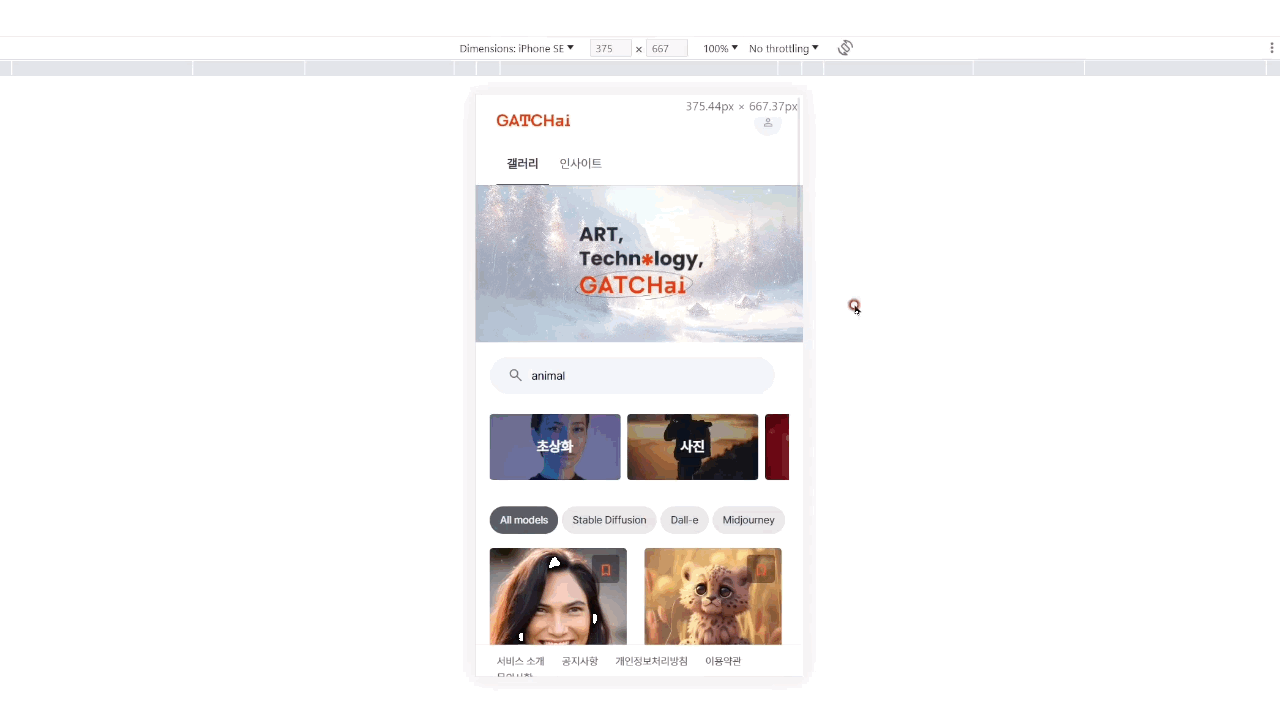 Dimensions: iPhone SE 375 × 667 100% No throttling
375.44px × 667.37px
GATCHai
갤러리 인사이트
ART,
Techn*logy,
GATCHai
animal
초상화 사진
All models Stable Diffusion Dall-e Midjourney
서비스 소개 공지사항 개인정보처리방침 이용약관